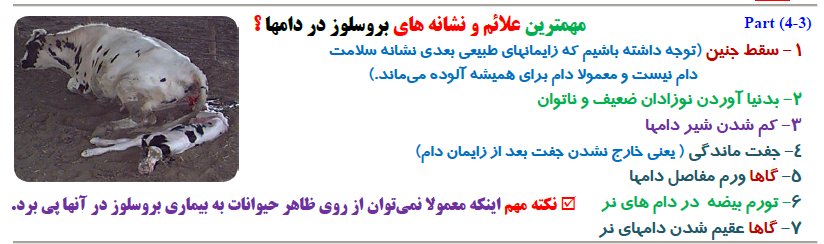 Part (4-3)
مهمترین علائم و نشانه های بروسلوز در دامها ؟
۱- سقط جنین (توجه داشته باشیم که زایمانهای طبیعی بعدی نشانه سلامت
دام نیست و معمولا دام برای همیشه آلوده می‌ماند.)
۲- بدنیا آوردن نوزادان ضعیف و ناتوان
۳- کم شدن شیر دامها
۴- جفت ماندگی ( یعنی خارج نشدن جفت بعد از زایمان دام)
۵- گاها ورم مفاصل دامها
۶- تورم بیضه در دام های نر
☑ نکته مهم اینکه معمولا نمی‌توان از روی ظاهر حیوانات به بیماری بروسلوز در آنها پی برد.
۷- گاها عقیم شدن دامهای نر